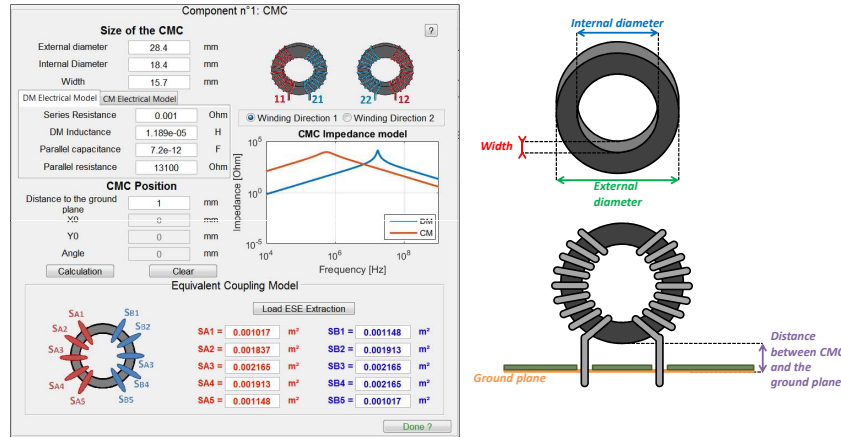 Component n°1: CMC
Size of the CMC
?
External diameter 28.4 mm
Internal Diameter 18.4 mm
Width 15.7 mm
11 21 22 12
DM Electrical Model CM Electrical Model
Series Resistance 0.001 Ohm
DM Inductance 1.189e-05 H
Parallel capacitance 7.2e-12 F
Parallel resistance 13100 Ohm
Winding Direction 1 Winding Direction 2
CMC Impedance model
Impedance [Ohm]
10^5
10^0
10^-5
10^4 10^6 10^8
Frequency [Hz]
DM
CM
CMC Position
Distance to the ground plane 1 mm
X0 0 mm
Y0 0 mm
Angle 0 mm
Calculation Clear
Equivalent Coupling Model
Load ESE Extraction
SA1 SB1
SA2 SB2
SA3 SA3
SA4 SB4
SA5 SB5
SA1 = 0.001017 m² SB1 = 0.001148 m²
SA2 = 0.001837 m² SB2 = 0.001913 m²
SA3 = 0.002165 m² SB3 = 0.002165 m²
SA4 = 0.001913 m² SB4 = 0.002165 m²
SA5 = 0.001148 m² SB5 = 0.001017 m²
Done ?
Internal diameter
Width
External
diameter
Distance
between CMC
and the
ground plane
Ground plane